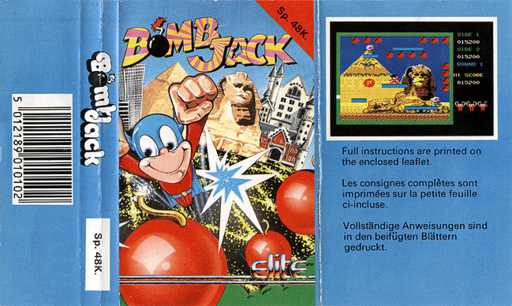 5 012189 010102
Bomb Jack
Sp. 48K.
Sp. 48K.
BOMB JACK
elite
SIDE 1
015200
SIDE 2
015200
ROUND 1
HI SCORE
015200
Full instructions are printed on
the enclosed leaflet.
Les consignes complètes sont
imprimées sur la petite feuille
ci-incluse.
Vollständige Anweisungen sind
in den beifügten Blättern
gedruckt.